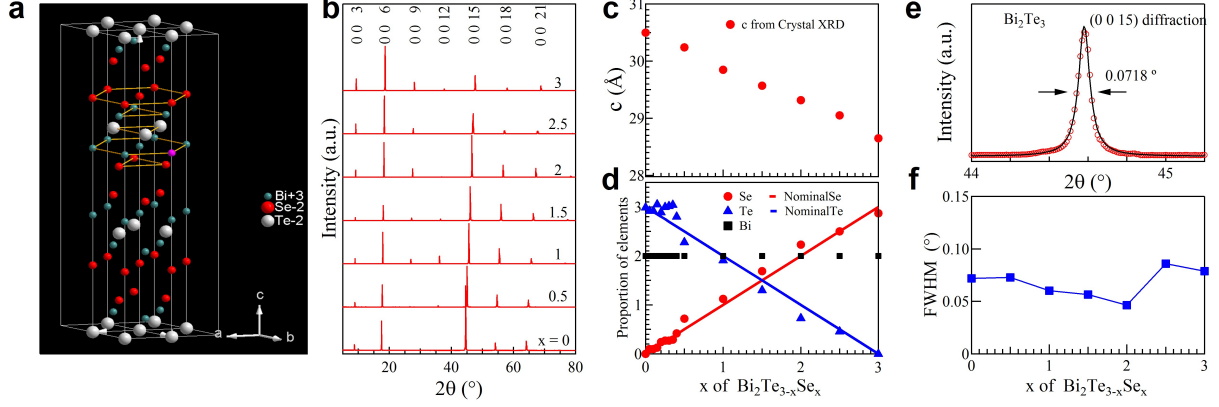 a
Bi+3
Se-2
Te-2
c
a
b
b
0 0 3
0 0 6
0 0 9
0 0 12
0 0 15
0 0 18
0 0 21
3
2.5
2
1.5
1
0.5
x = 0
Intensity (a.u.)
20
40
60
80
2θ (°)
c
c from Crystal XRD
31
30
29
28
c (Å)
d
Se
Te
Bi
NominalSe
NominalTe
3
2
1
0
Proportion of elements
0
1
2
3
x of Bi₂Te₃₋ₓSeₓ
e
Bi₂Te₃
(0 0 15) diffraction
0.0718 º
Intensity (a.u.)
44
45
2θ (°)
f
0.15
0.10
0.05
0
FWHM (°)
0
1
2
3
x of Bi₂Te₃₋ₓSeₓ